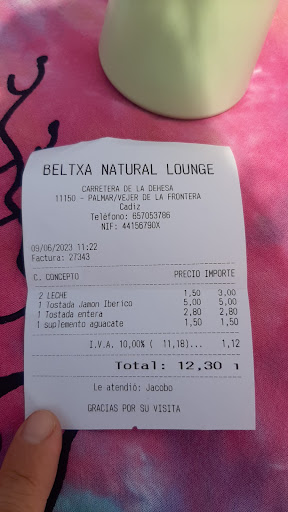 BELTXA NATURAL LOUNGE
CARRETERA DE LA DEHESA
11150 - PALMAR/VEJER DE LA FRONTERA
Cadiz
Teléfono: 657053786
NIF: 44156790X
09/06/2023 11:22
Factura: 27343
C. CONCEPTO PRECIO IMPORTE
2 LECHE 1,50 3,00
1 Tostada Jamon Iberico 5,00 5,00
1 Tostada entera 2,80 2,80
1 suplemento aguacate 1,50 1,50
I.V.A. 10,00% ( 11,18)... 1,12
Total: 12,30
Le atendió: Jacobo
GRACIAS POR SU VISITA